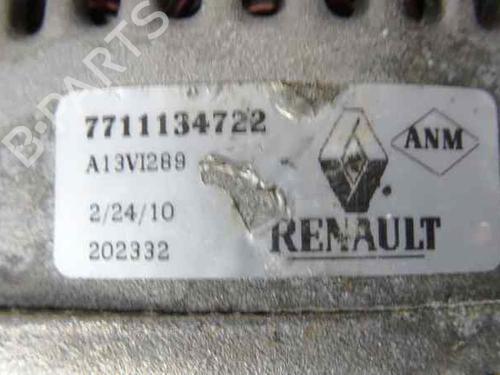 B-PARTS
7711134722
A13VI289
ANM
2/24/10
202332
RENAULT